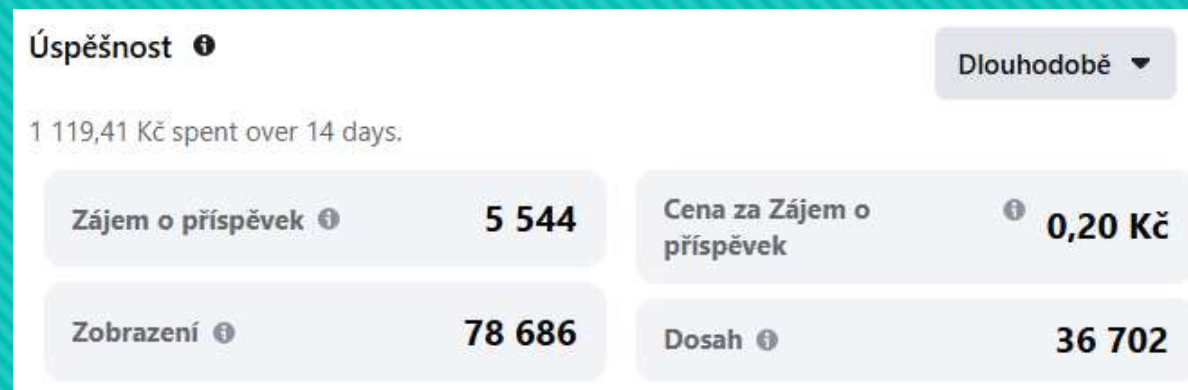 Úspěšnost
Dlouhodobě
1 119,41 Kč spent over 14 days.
Zájem o příspěvek 5 544
Cena za Zájem o
příspěvek
0,20 Kč
Zobrazení 78 686
Dosah 36 702